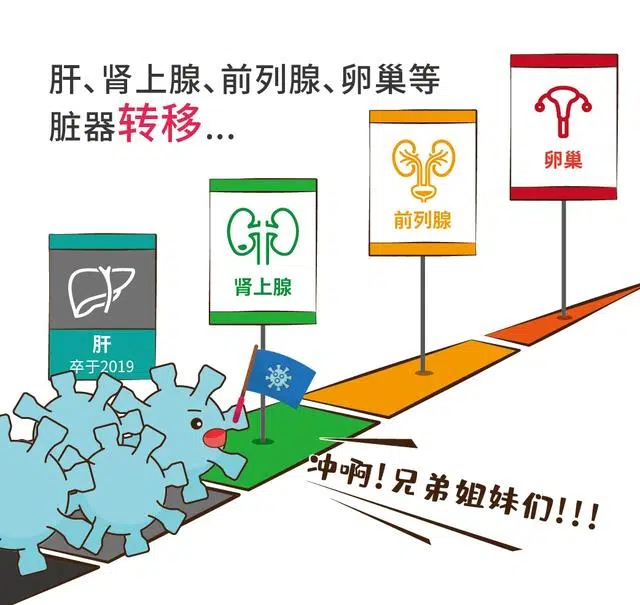 肝、肾上腺、前列腺、卵巢等
脏器转移...
卵巢
前列腺
肾上腺
肝
卒于2019
冲啊!兄弟姐妹们!!!